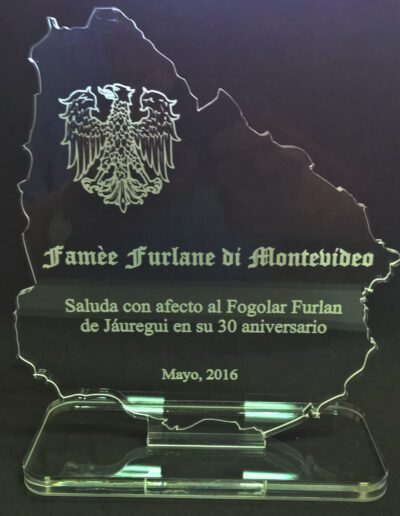 Famèe Furlane di Montevideo
Saluda con afecto al Fogolar Furlan
de Jáuregui en su 30 aniversario
Mayo, 2016